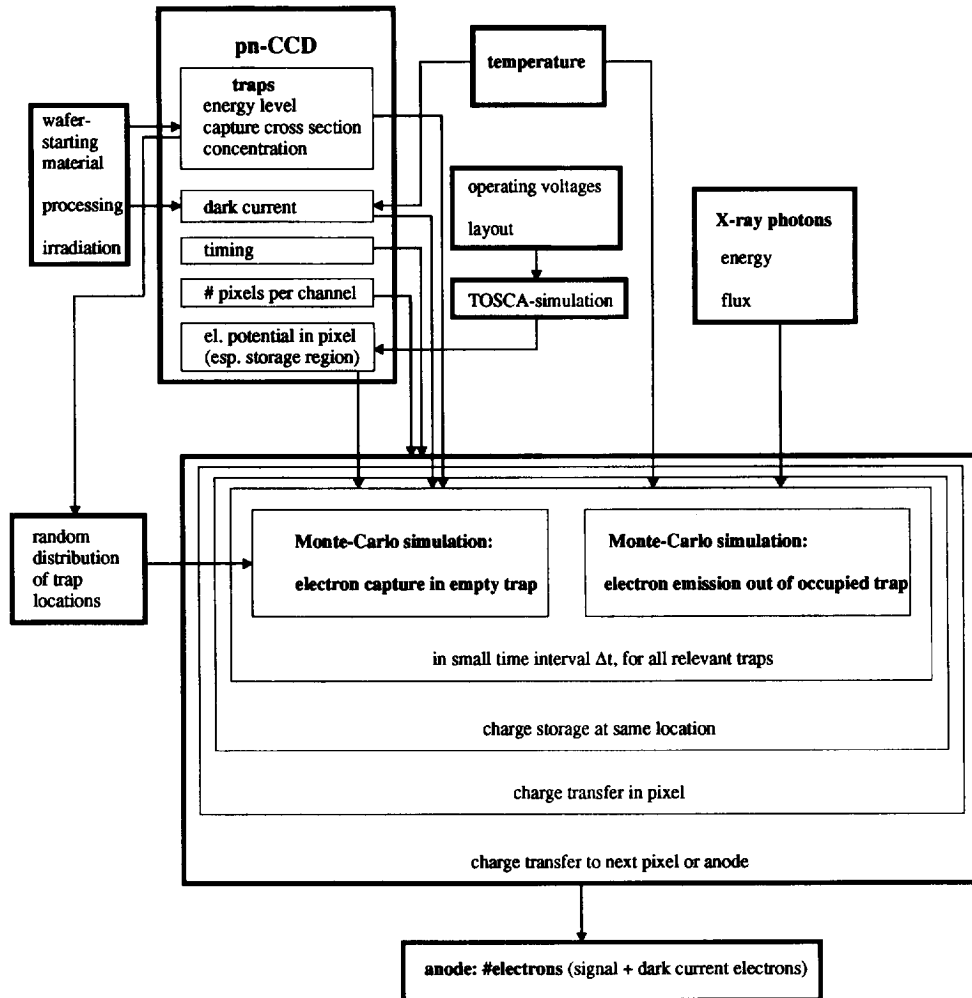 pn-CCD
traps
energy level
capture cross section
concentration
dark current
timing
# pixels per channel
el. potential in pixel
(esp. storage region)
wafer-
starting
material
processing
irradiation
temperature
operating voltages
layout
TOSCA-simulation
X-ray photons
energy
flux
random
distribution
of trap
locations
Monte-Carlo simulation:
electron capture in empty trap
Monte-Carlo simulation:
electron emission out of occupied trap
in small time interval Δt, for all relevant traps
charge storage at same location
charge transfer in pixel
charge transfer to next pixel or anode
anode: #electrons (signal + dark current electrons)